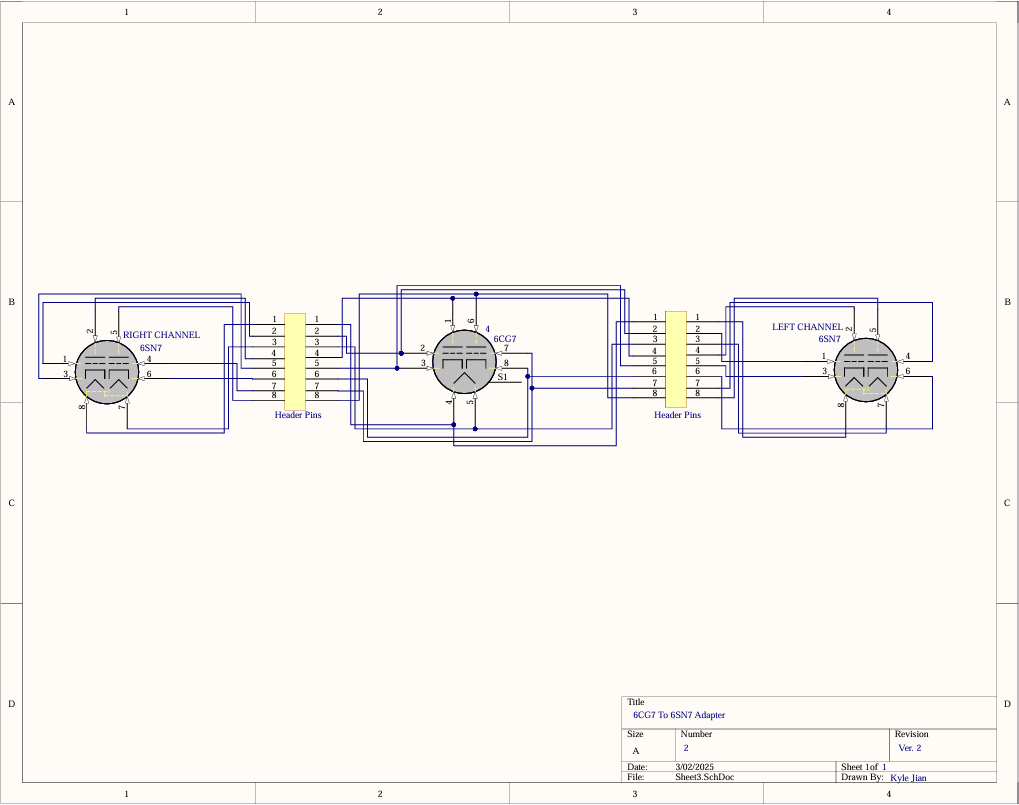 1 2 3 4
A A
B B
RIGHT CHANNEL
6SN7
2 5
1 4
3 6
8 7
1 1
2 2
3 3
4 4
5 5
6 6
7 7
8 8
Header Pins
4
6CG7
1 6
2 7
3 8
S1
4 5
1 1
2 2
3 3
4 4
5 5
6 6
7 7
8 8
Header Pins
LEFT CHANNEL
6SN7
2 5
1 4
3 6
8 7
C C
D D
Title
6CG7 To 6SN7 Adapter
Size Number Revision
A 2 Ver. 2
Date: 3/02/2025 Sheet 1of 1
File: Sheet3.SchDoc Drawn By: Kyle Jian
1 2 3 4